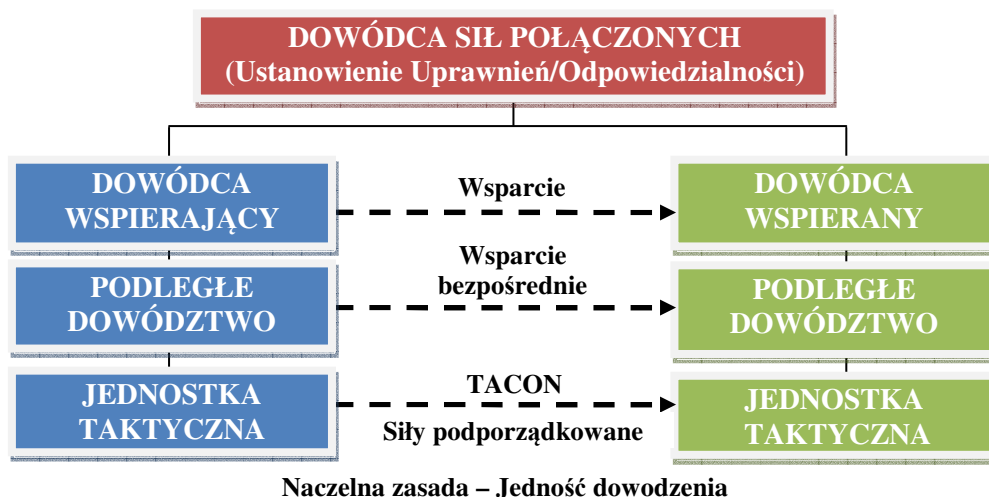 DOWÓDCA SIŁ POŁĄCZONYCH
(Ustanowienie Uprawnień/Odpowiedzialności)
DOWÓDCA
WSPIERAJĄCY
Wsparcie
DOWÓDCA
WSPIERANY
PODLEGŁE
DOWÓDZTWO
Wsparcie
bezpośrednie
PODLEGŁE
DOWÓDZTWO
JEDNOSTKA
TAKTYCZNA
TACON
Siły podporządkowane
JEDNOSTKA
TAKTYCZNA
Naczelna zasada – Jedność dowodzenia